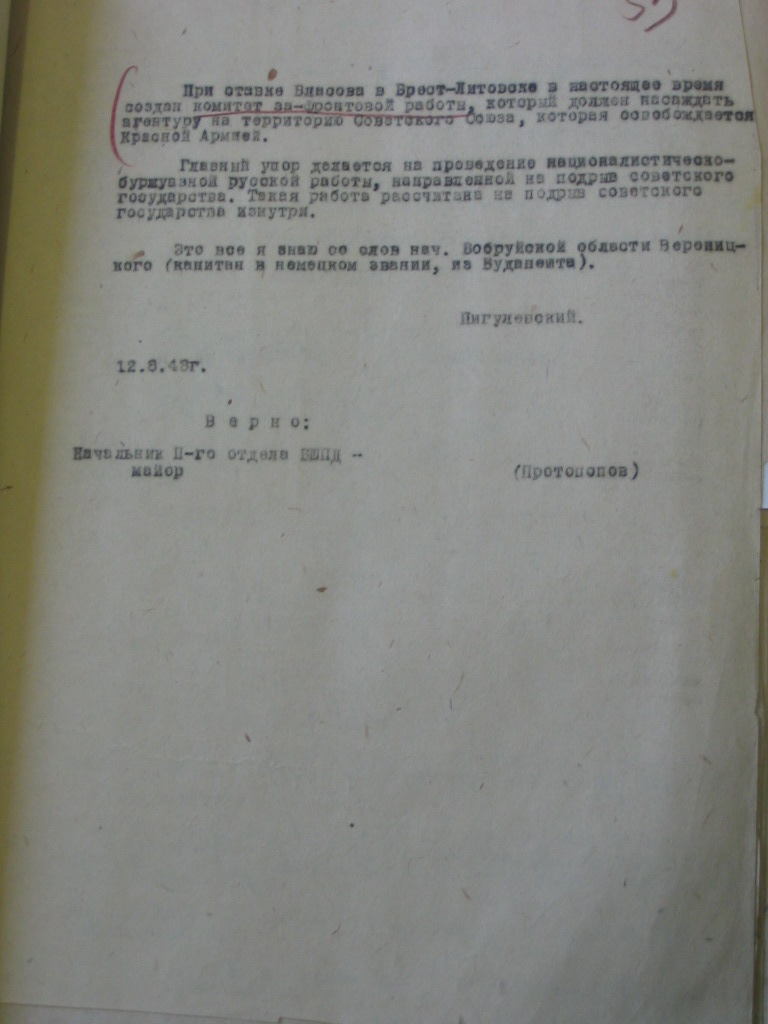 При ставке Власова в Брест-Литовске в настоящее время
создан комитет за-фронтовой работы, который должен насаждать
агентуру на территорию Советского Союза, которая освобождается
Красной Армией.
Главный упор делается на проведение националистическо-
буржуазной русской работы, направленной на подрыв советского
государства. Такая работа рассчитана на подрыв советского
государства изнутри.
Это все я знаю со слов нач. Бобруйской области Верениц-
кого (капитан в немецком звании, из Будапешта).
Пигулевский.
12.8.43г.
Верно:
Начальник П-го отдела БШПД -
майор
(Протопопов)